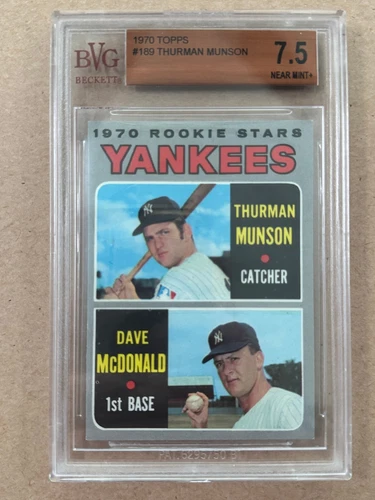 BVG
BECKETT
1970 TOPPS
#189 THURMAN MUNSON
7.5
NEAR MINT+
1970 ROOKIE STARS
YANKEES
THURMAN
MUNSON
CATCHER
DAVE
McDONALD
1st BASE